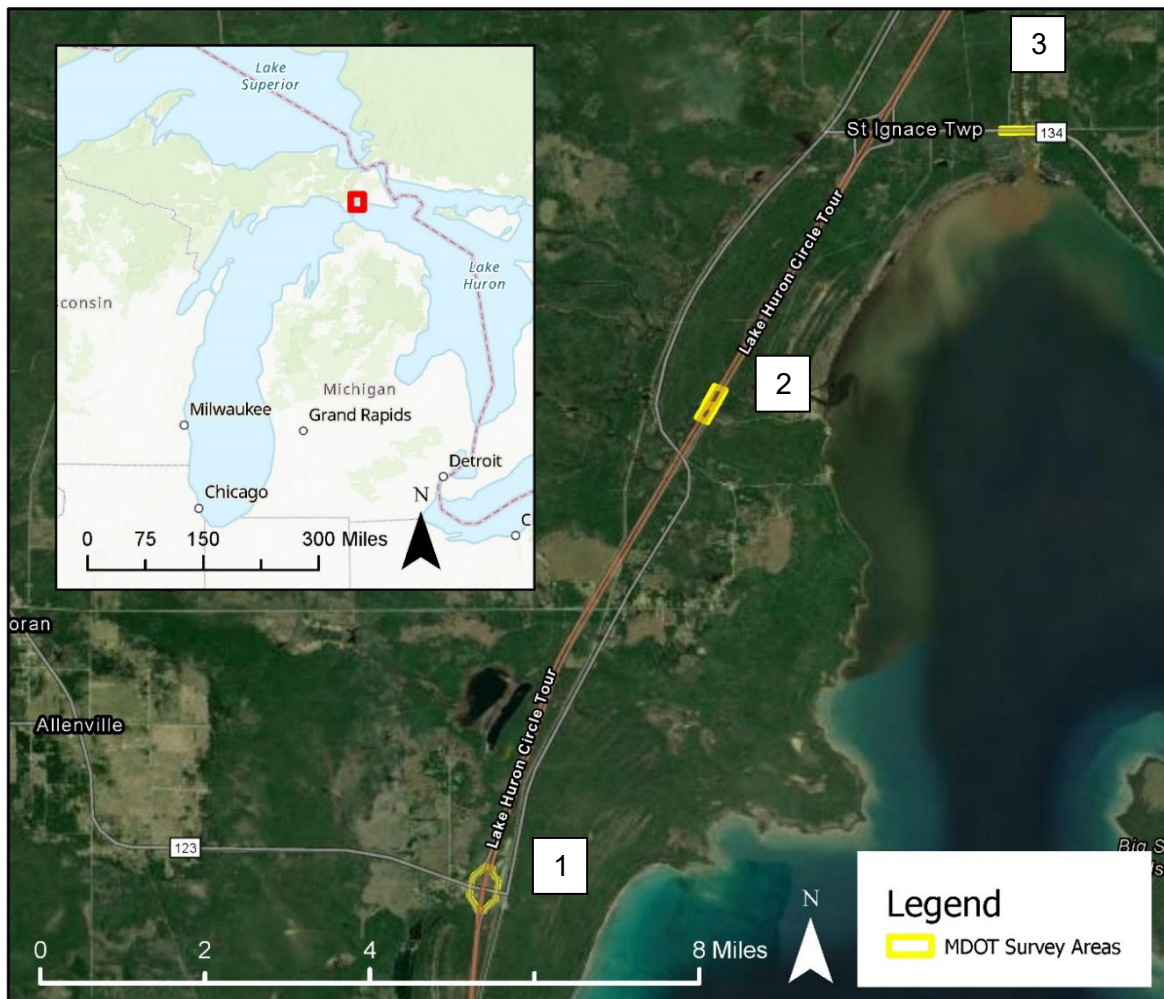 Lake
Superior
Lake
Huron
consin
Michigan
Milwaukee
Grand Rapids
Detroit
Chicago
C
N
0 75 150 300 Miles
3
St Ignace Twp
134
Lake Huron Circle Tour
2
oran
Allenville
Lake Huron Circle Tour
123
1
Big S
Is
N
0 2 4 8 Miles
Legend
MDOT Survey Areas